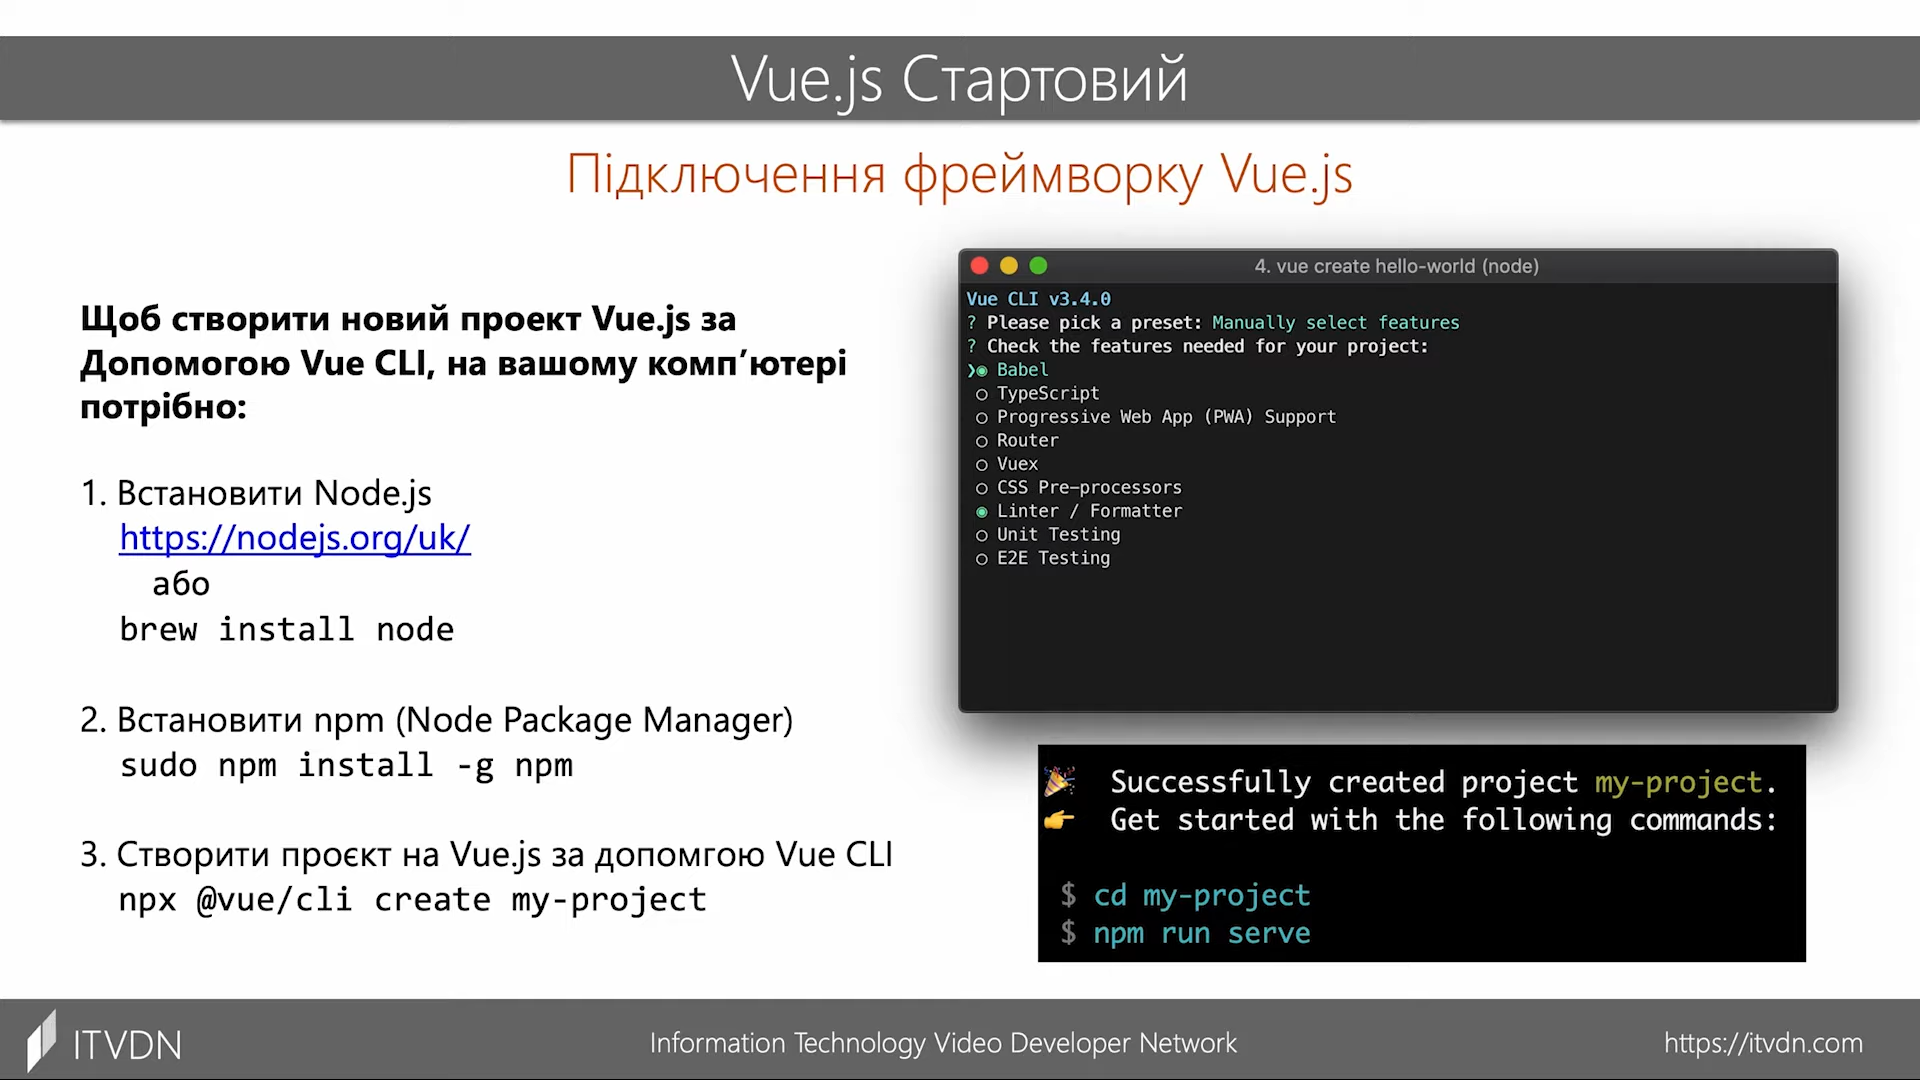 Vue.js Стартовий
Підключення фреймворку Vue.js
Щоб створити новий проект Vue.js за
Допомогою Vue CLI, на вашому комп’ютері
потрібно:
1. Встановити Node.js
https://nodejs.org/uk/
або
brew install node
2. Встановити npm (Node Package Manager)
sudo npm install -g npm
3. Створити проєкт на Vue.js за допомгою Vue CLI
npx @vue/cli create my-project
4. vue create hello-world (node)
Vue CLI v3.4.0
? Please pick a preset: Manually select features
? Check the features needed for your project:
❯◉ Babel
◯ TypeScript
◯ Progressive Web App (PWA) Support
◯ Router
◯ Vuex
◯ CSS Pre-processors
◉ Linter / Formatter
◯ Unit Testing
◯ E2E Testing
🎉 Successfully created project my-project.
👉 Get started with the following commands:
$ cd my-project
$ npm run serve
ITVDN
Information Technology Video Developer Network
https://itvdn.com